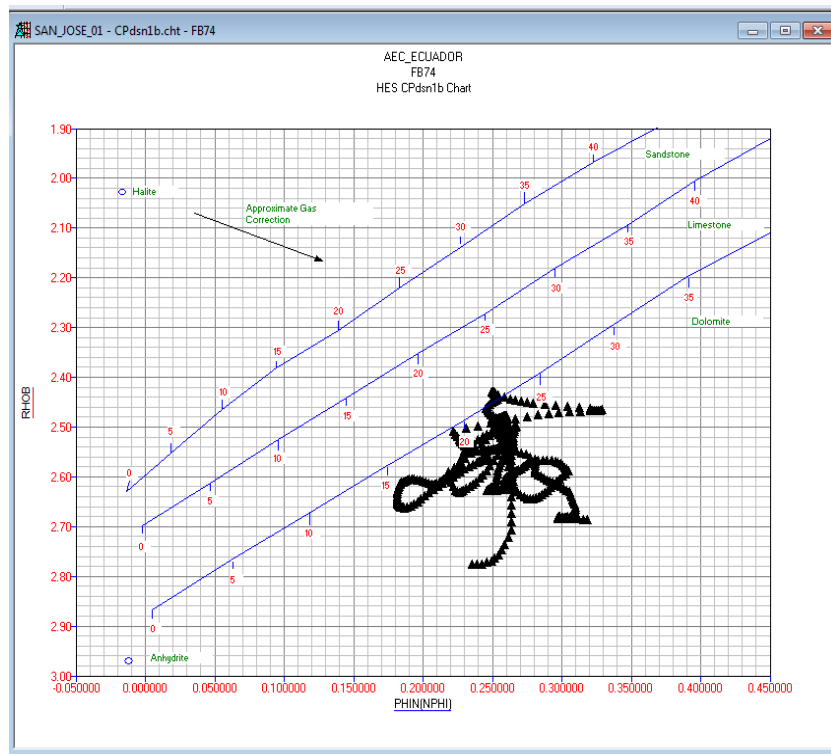 SAN_JOSE_01 - CPdsn1b.cht - FB74
AEC_ECUADOR
FB74
HES CPdsn1b Chart
1.90
2.00
2.10
2.20
2.30
2.40
2.50
2.60
2.70
2.80
2.90
3.00
RHOB
Halite
Approximate Gas
Correction
Sandstone
0
5
10
15
20
25
30
35
40
Limestone
0
5
10
10
15
20
25
30
35
40
Dolomite
0
5
10
15
20
25
30
35
Anhydrite
-0.050000 0.000000 0.050000 0.100000 0.150000 0.200000 0.250000 0.300000 0.350000 0.400000 0.450000
PHIN(NPHI)